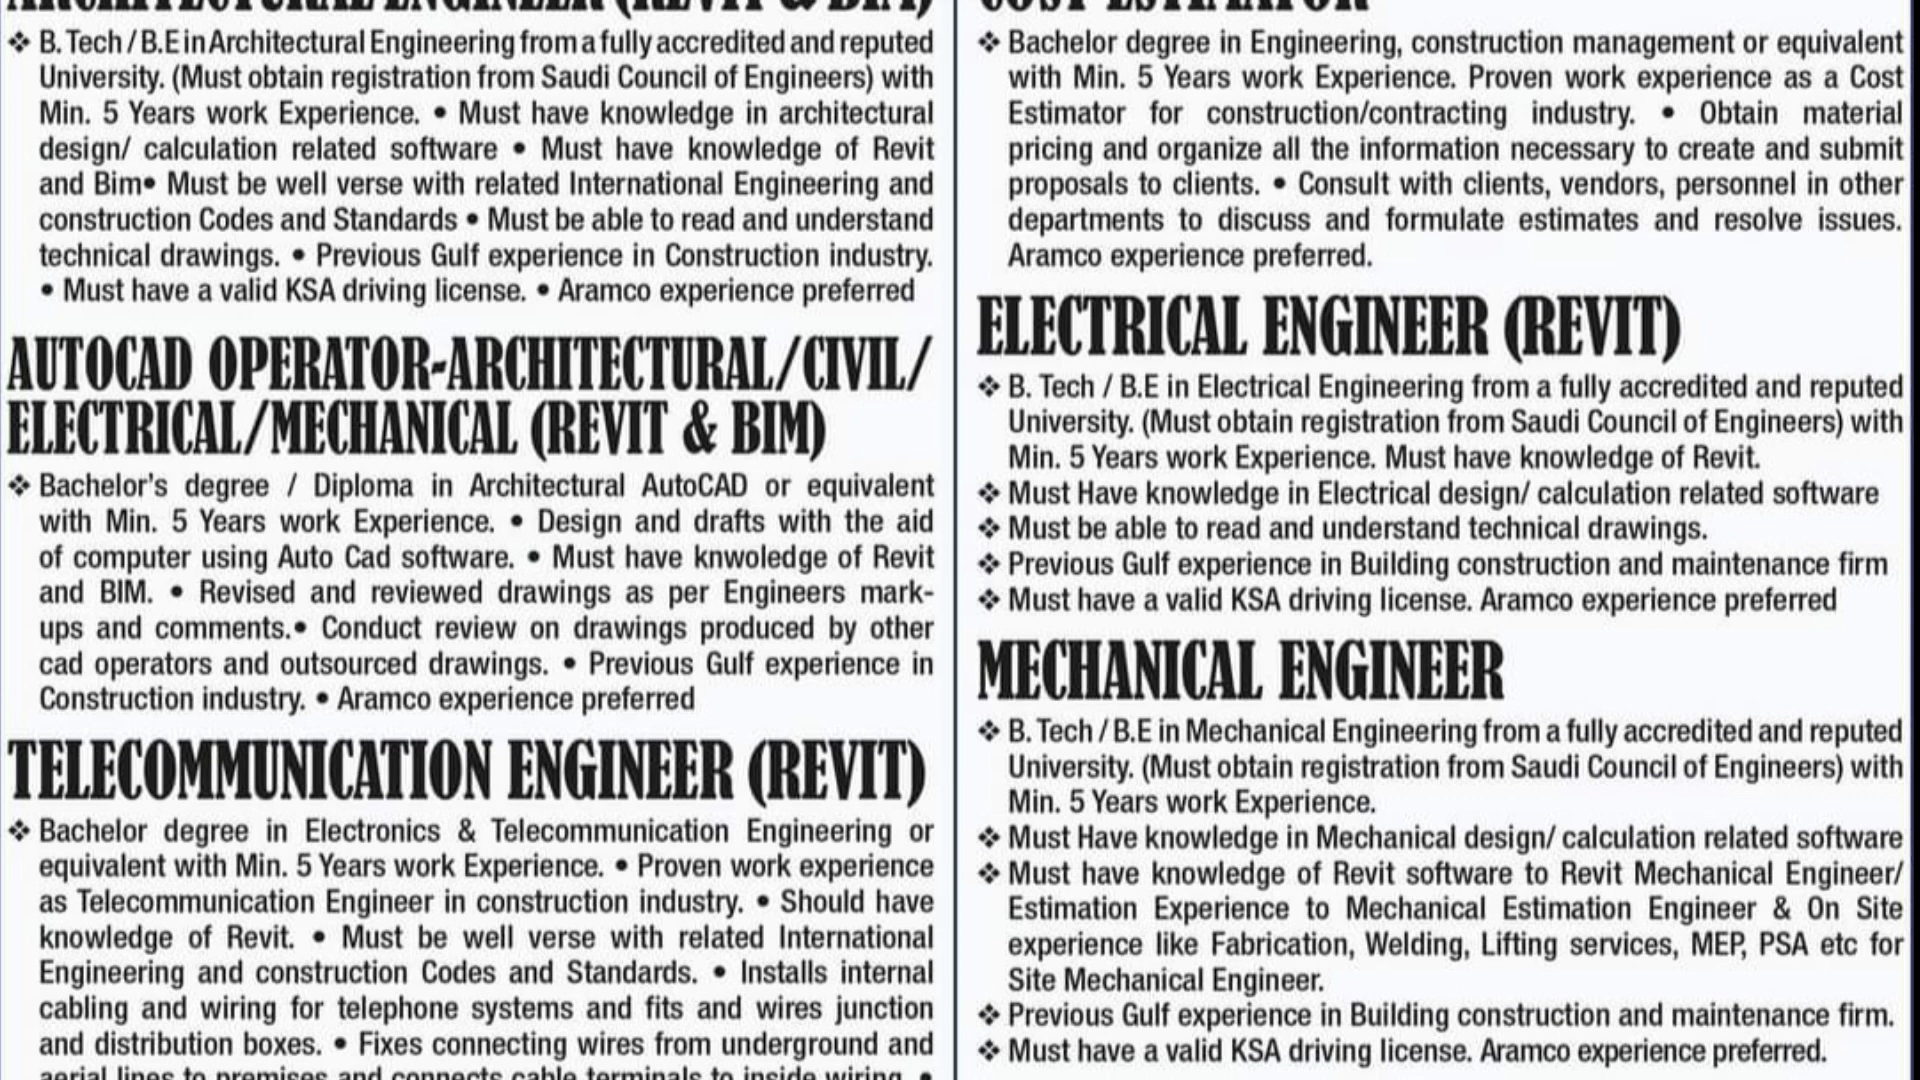 ARCHITECTURAL ENGINEER (REVIT & BIM)
❖ B. Tech / B.E in Architectural Engineering from a fully accredited and reputed
University. (Must obtain registration from Saudi Council of Engineers) with
Min. 5 Years work Experience. • Must have knowledge in architectural
design/ calculation related software • Must have knowledge of Revit
and Bim• Must be well verse with related International Engineering and
construction Codes and Standards • Must be able to read and understand
technical drawings. • Previous Gulf experience in Construction industry.
• Must have a valid KSA driving license. • Aramco experience preferred
AUTOCAD OPERATOR-ARCHITECTURAL/CIVIL/
ELECTRICAL/MECHANICAL (REVIT & BIM)
❖ Bachelor's degree / Diploma in Architectural AutoCAD or equivalent
with Min. 5 Years work Experience. • Design and drafts with the aid
of computer using Auto Cad software. • Must have knwoledge of Revit
and BIM. • Revised and reviewed drawings as per Engineers mark-
ups and comments.• Conduct review on drawings produced by other
cad operators and outsourced drawings. • Previous Gulf experience in
Construction industry. • Aramco experience preferred
TELECOMMUNICATION ENGINEER (REVIT)
❖ Bachelor degree in Electronics & Telecommunication Engineering or
equivalent with Min. 5 Years work Experience. • Proven work experience
as Telecommunication Engineer in construction industry. • Should have
knowledge of Revit. • Must be well verse with related International
Engineering and construction Codes and Standards. • Installs internal
cabling and wiring for telephone systems and fits and wires junction
and distribution boxes. • Fixes connecting wires from underground and
aerial lines to premises and connects cable terminals to inside wiring. •
COST ESTIMATOR
❖ Bachelor degree in Engineering, construction management or equivalent
with Min. 5 Years work Experience. Proven work experience as a Cost
Estimator for construction/contracting industry. • Obtain material
pricing and organize all the information necessary to create and submit
proposals to clients. • Consult with clients, vendors, personnel in other
departments to discuss and formulate estimates and resolve issues.
Aramco experience preferred.
ELECTRICAL ENGINEER (REVIT)
❖ B. Tech / B.E in Electrical Engineering from a fully accredited and reputed
University. (Must obtain registration from Saudi Council of Engineers) with
Min. 5 Years work Experience. Must have knowledge of Revit.
❖ Must Have knowledge in Electrical design/ calculation related software
❖ Must be able to read and understand technical drawings.
❖ Previous Gulf experience in Building construction and maintenance firm
❖ Must have a valid KSA driving license. Aramco experience preferred
MECHANICAL ENGINEER
❖ B. Tech / B.E in Mechanical Engineering from a fully accredited and reputed
University. (Must obtain registration from Saudi Council of Engineers) with
Min. 5 Years work Experience.
❖ Must Have knowledge in Mechanical design/ calculation related software
❖ Must have knowledge of Revit software to Revit Mechanical Engineer/
Estimation Experience to Mechanical Estimation Engineer & On Site
experience like Fabrication, Welding, Lifting services, MEP, PSA etc for
Site Mechanical Engineer.
❖ Previous Gulf experience in Building construction and maintenance firm.
❖ Must have a valid KSA driving license. Aramco experience preferred.